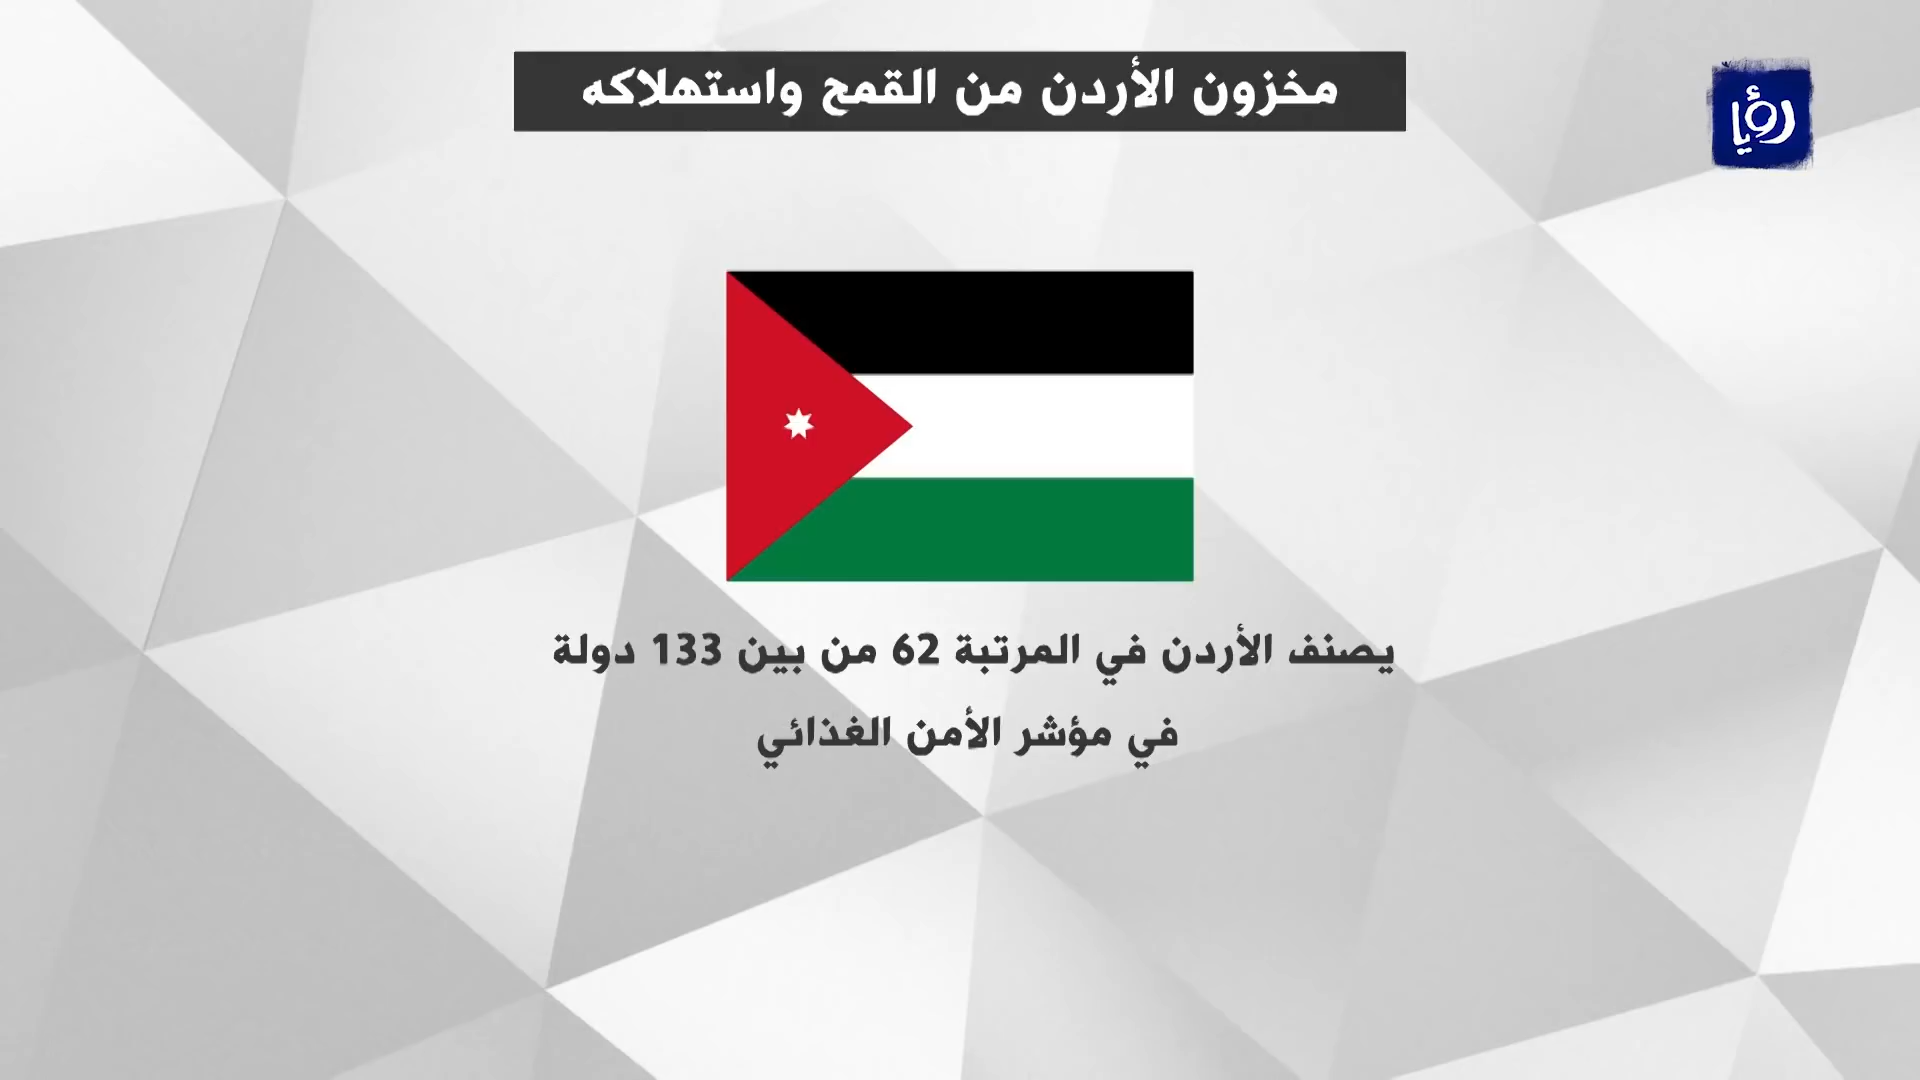 مخزون الأردن من القمح واستهلاكه
رؤيا
يصنف الأردن في المرتبة 62 من بين 133 دولة
في مؤشر الأمن الغذائي